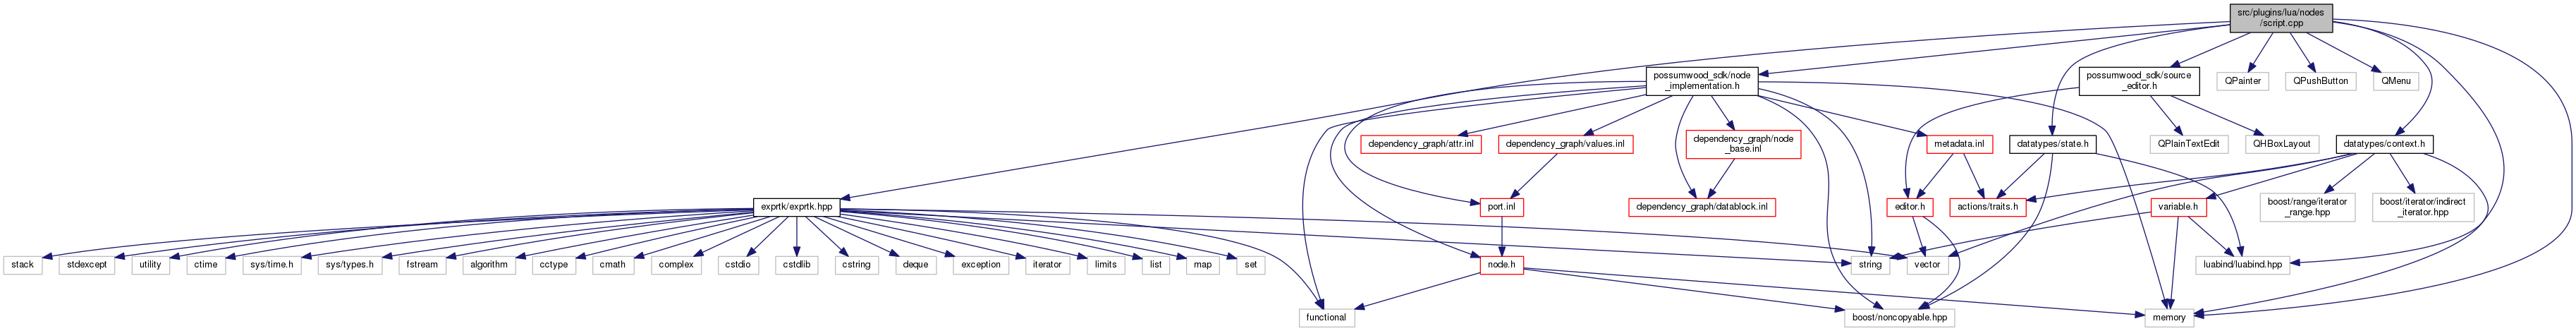 src/plugins/lua/nodes
/script.cpp
possumwood_sdk/node
_implementation.h
possumwood_sdk/source
_editor.h
QPainter
QPushButton
QMenu
dependency_graph/attr.inl
dependency_graph/values.inl
dependency_graph/node
_base.inl
metadata.inl
datatypes/state.h
QPlainTextEdit
QHBoxLayout
datatypes/context.h
exprtk/exprtk.hpp
port.inl
dependency_graph/datablock.inl
editor.h
actions/traits.h
variable.h
boost/range/iterator
_range.hpp
boost/iterator/indirect
_iterator.hpp
stack
stdexcept
utility
ctime
sys/time.h
sys/types.h
fstream
algorithm
cctype
cmath
complex
cstdio
cstdlib
cstring
deque
exception
iterator
limits
list
map
set
node.h
string
vector
luabind/luabind.hpp
functional
boost/noncopyable.hpp
memory